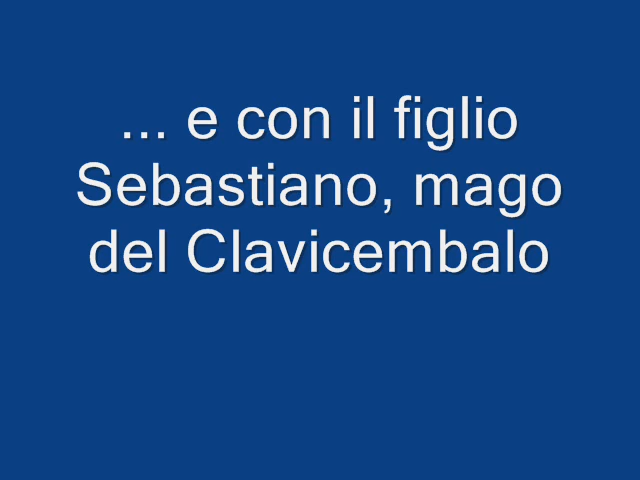 ... e con il figlio
Sebastiano, mago
del Clavicembalo